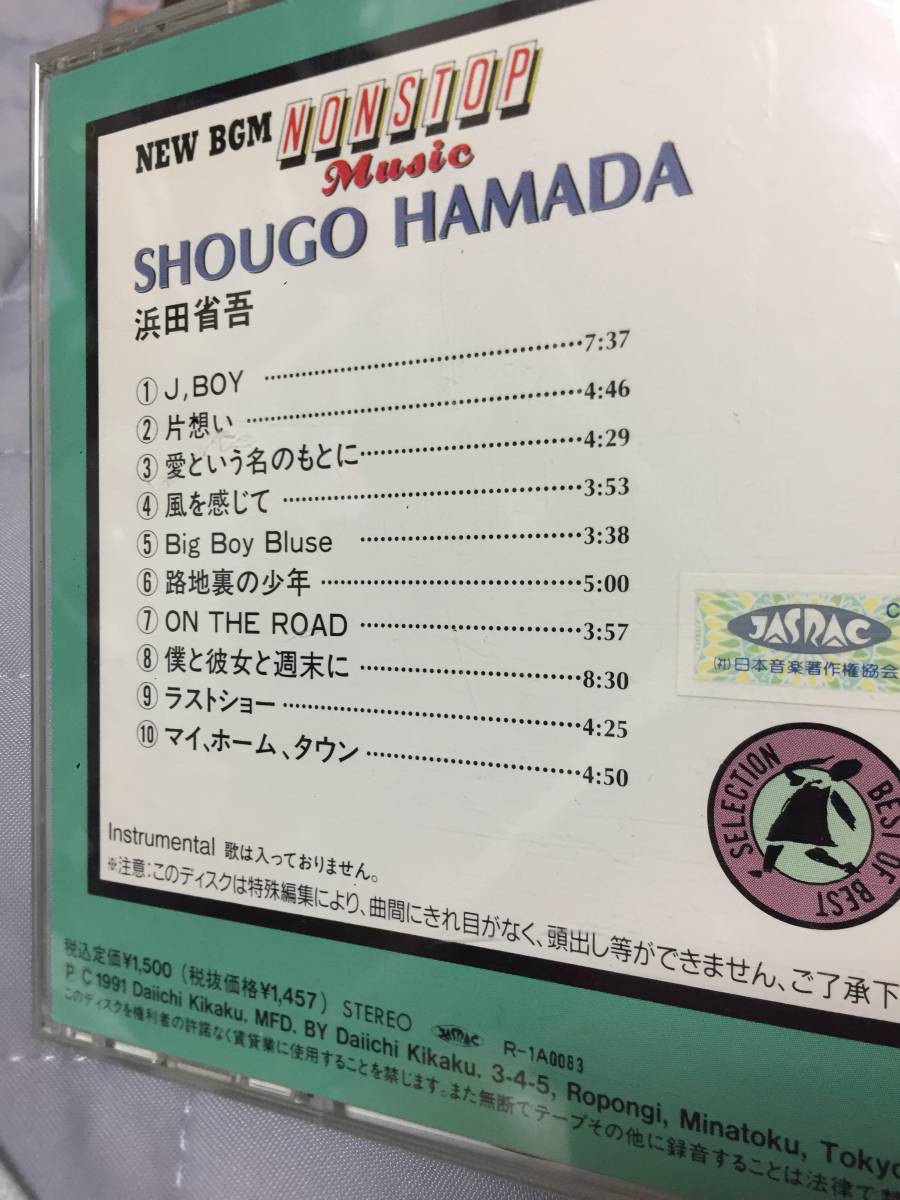 NEW BGM NONSTOP
Music
SHOUGO HAMADA
浜田省吾
① J,BOY ……7:37
② 片想い ……4:46
③ 愛という名のもとに ……4:29
④ 風を感じて ……3:53
⑤ Big Boy Bluse ……3:38
⑥ 路地裏の少年 ……5:00
⑦ ON THE ROAD ……3:57
⑧ 僕と彼女と週末に ……8:30
⑨ ラストショー ……4:25
⑩ マイ、ホーム、タウン ……4:50
C
JASRAC
㈳日本音楽著作権協会
SELECTION BEST OF BEST
Instrumental 歌は入っておりません。
※注意:このディスクは特殊編集により、曲間にきれ目がなく、頭出し等ができません、ご了承下
税込定価¥1,500(税抜価格¥1,457) STEREO JASRAC R-1A0083
P C 1991 Daiichi Kikaku. MFD. BY Daiichi Kikaku. 3-4-5, Ropongi, Minatoku, Tokyo
このディスクを権利者の許諾なく賃貸業に使用することを禁じます。また無断でテープその他に録音することは法律で禁